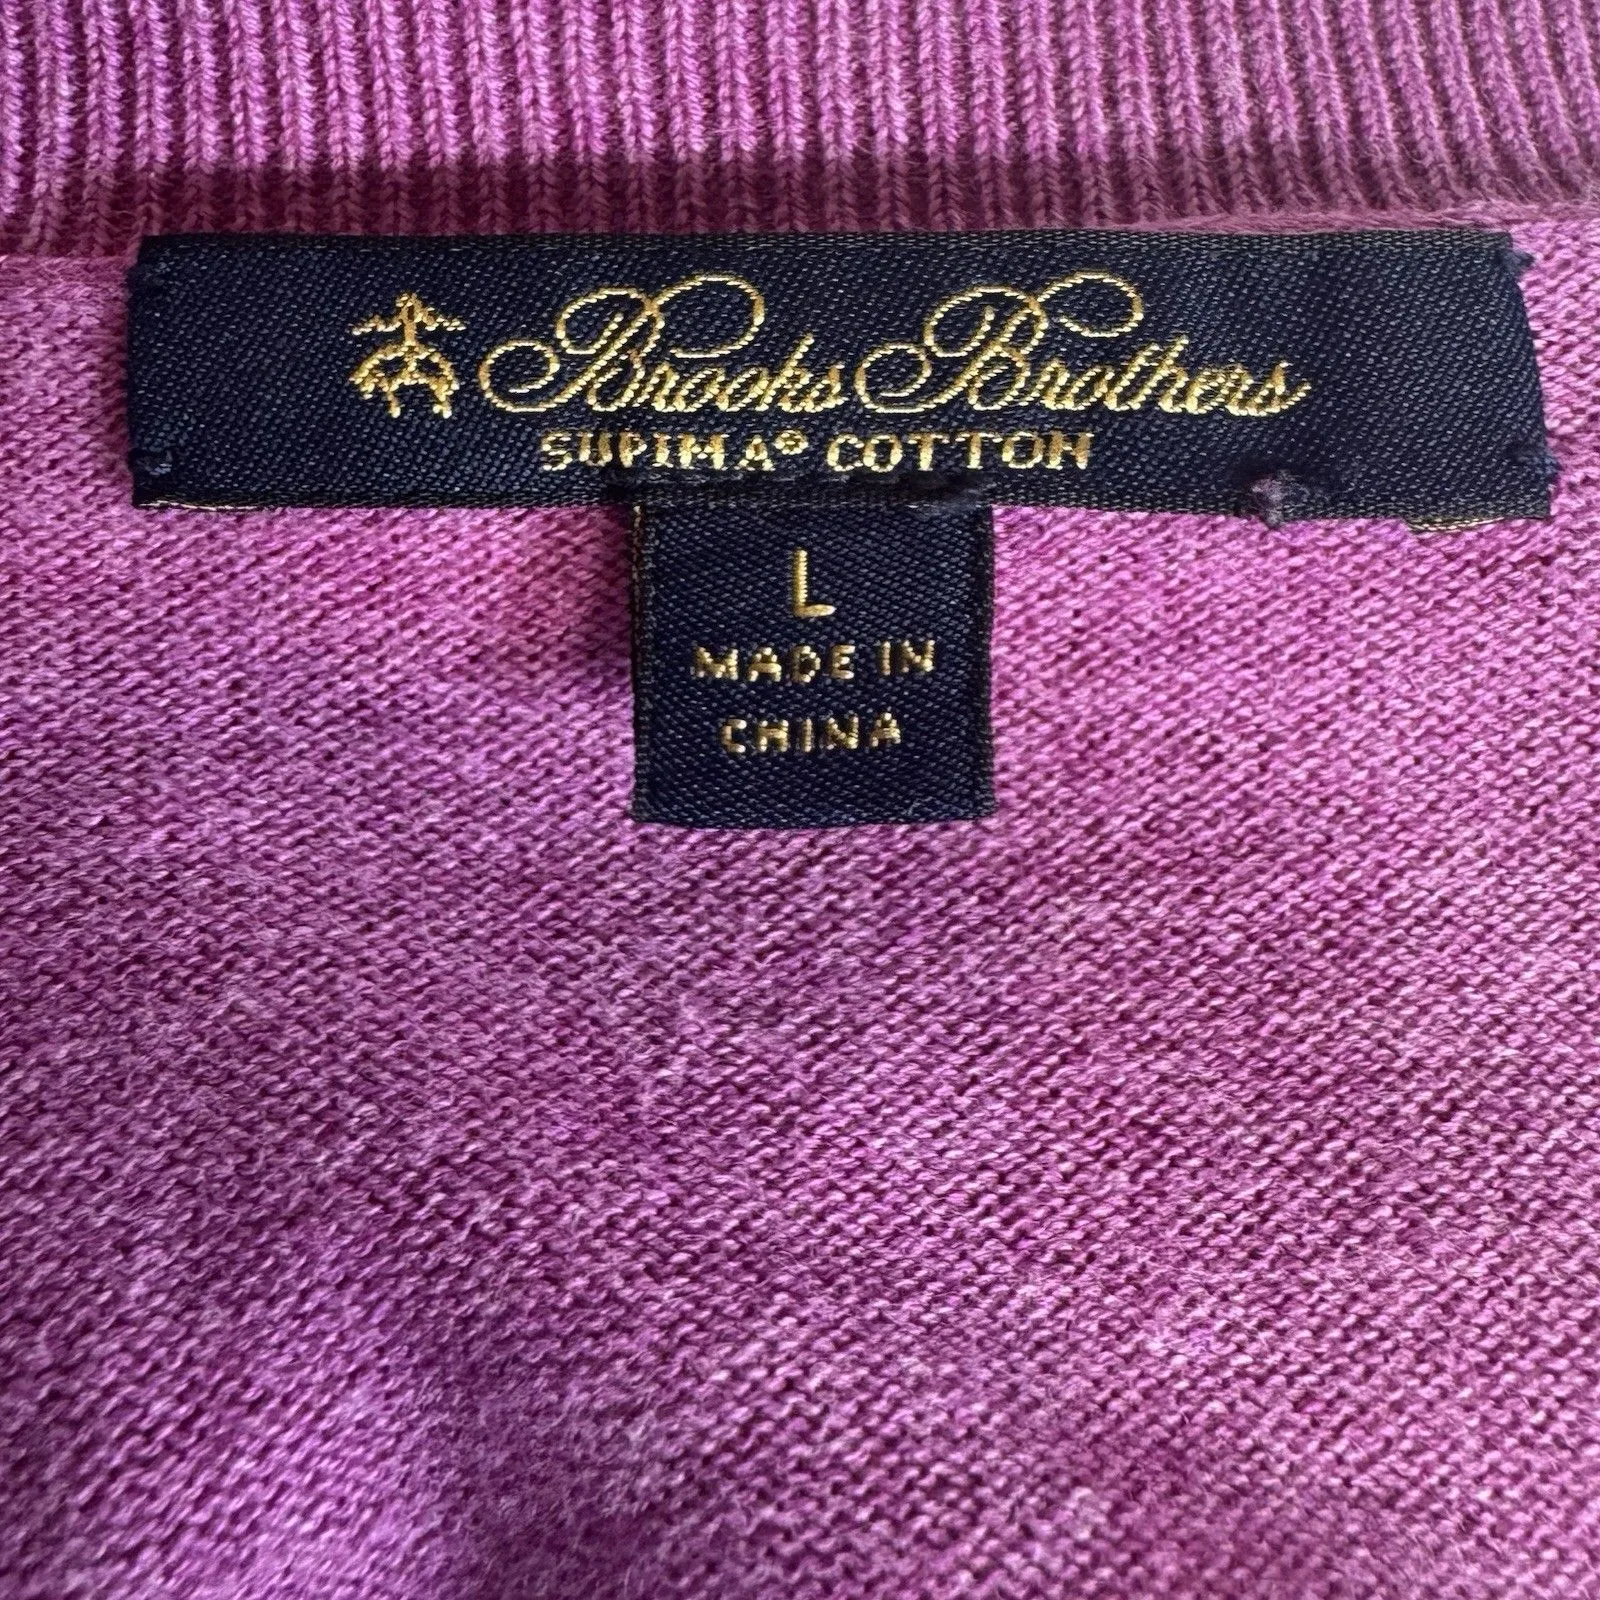 Brooks Brothers
SUPIMA® COTTON
L
MADE IN
CHINA